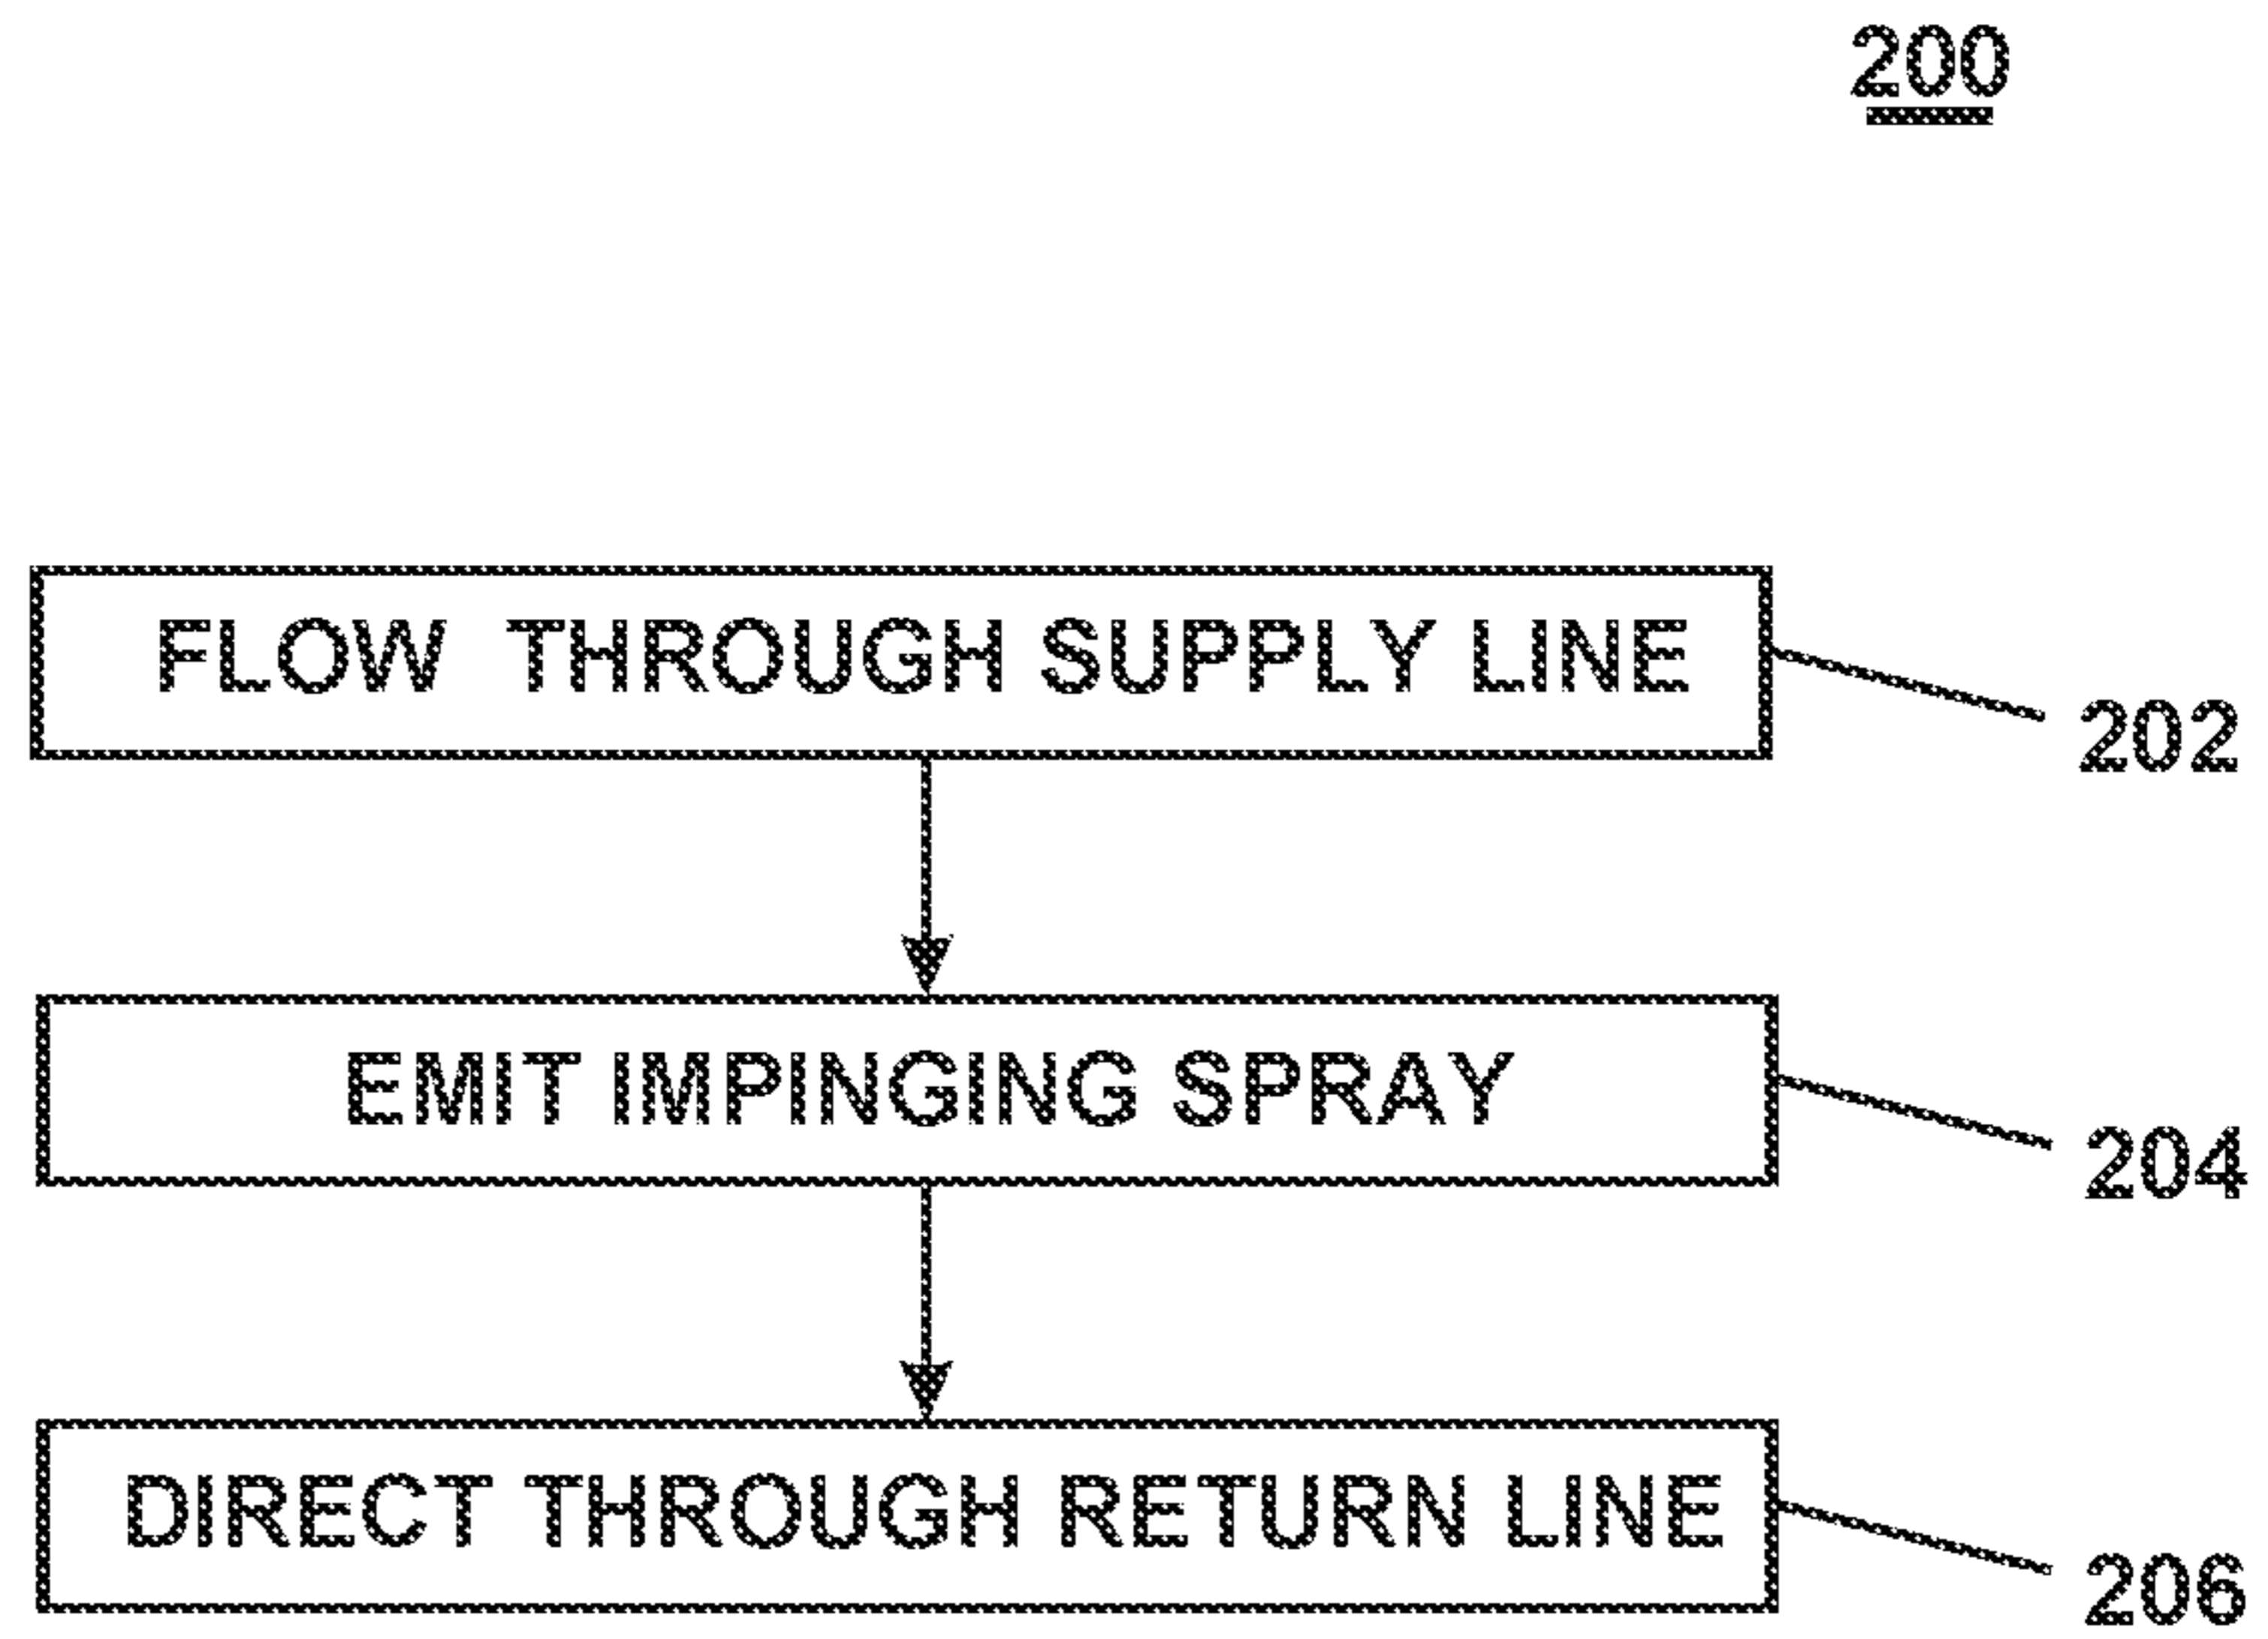 200
FLOW THROUGH SUPPLY LINE
202
EMIT IMPINGING SPRAY
204
DIRECT THROUGH RETURN LINE
206